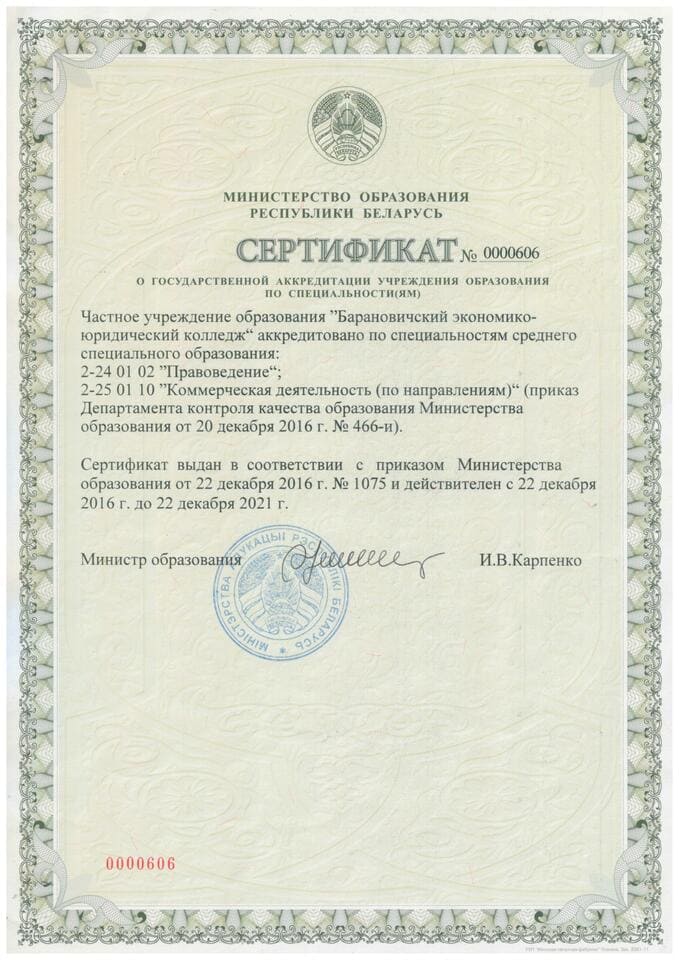 МИНИСТЕРСТВО ОБРАЗОВАНИЯ
РЕСПУБЛИКИ БЕЛАРУСЬ
СЕРТИФИКАТ № 0000606
О ГОСУДАРСТВЕННОЙ АККРЕДИТАЦИИ УЧРЕЖДЕНИЯ ОБРАЗОВАНИЯ
ПО СПЕЦИАЛЬНОСТИ(ЯМ)
Частное учреждение образования ”Барановичский экономико-
юридический колледж“ аккредитовано по специальностям среднего
специального образования:
2-24 01 02 ”Правоведение“;
2-25 01 10 ”Коммерческая деятельность (по направлениям)“ (приказ
Департамента контроля качества образования Министерства
образования от 20 декабря 2016 г. № 466-и).
Сертификат выдан в соответствии с приказом Министерства
образования от 22 декабря 2016 г. № 1075 и действителен с 22 декабря
2016 г. до 22 декабря 2021 г.
Министр образования И.В.Карпенко
МІНІСТЭРСТВА АДУКАЦЫІ РЭСПУБЛІКІ БЕЛАРУСЬ
0000606